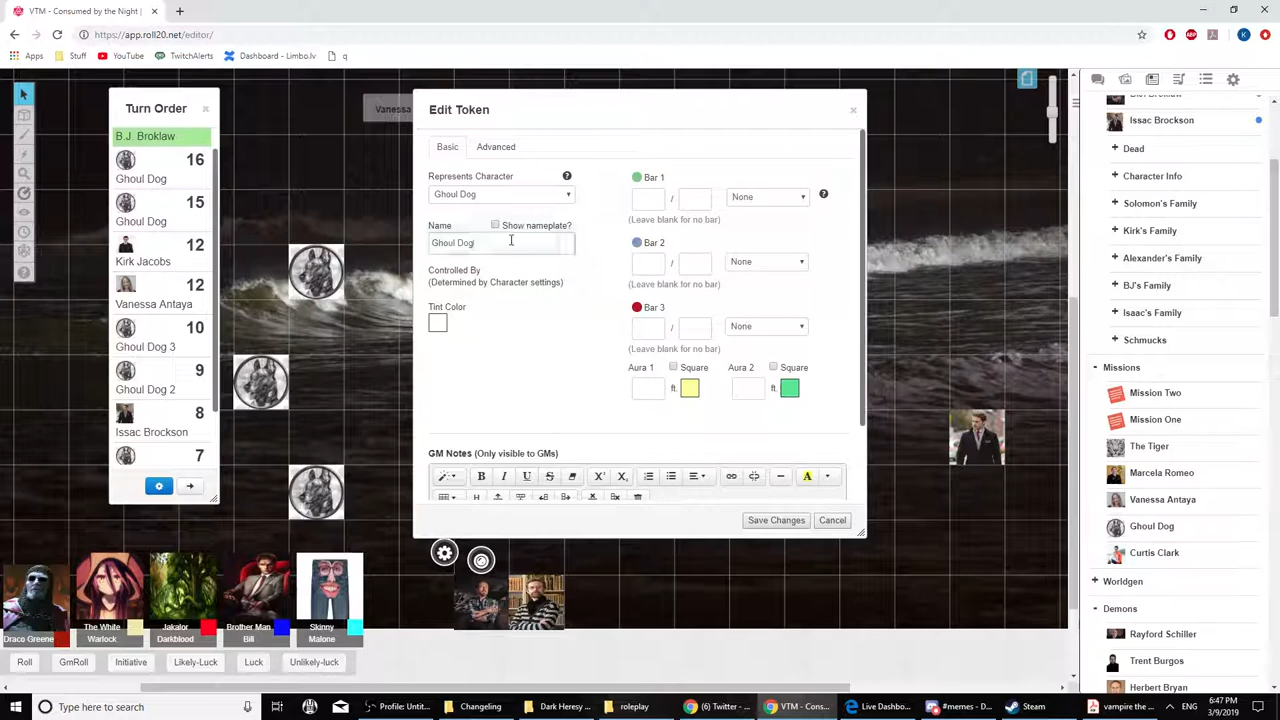 VTM - Consumed by the Night |
https://app.roll20.net/editor/
Apps
Stuff
YouTube
TwitchAlerts
Dashboard - Limbo.lv
q
Turn Order
B.J. Broklaw
16
Ghoul Dog
15
Ghoul Dog
12
Kirk Jacobs
12
Vanessa Antaya
10
Ghoul Dog 3
9
Ghoul Dog 2
8
Issac Brockson
7
Vanessa
Edit Token
Basic
Advanced
Represents Character
Ghoul Dog
Name
Show nameplate?
Ghoul Dog
Controlled By
(Determined by Character settings)
Tint Color
Bar 1
/
None
(Leave blank for no bar)
Bar 2
/
None
(Leave blank for no bar)
Bar 3
/
None
(Leave blank for no bar)
Aura 1
Square
Aura 2
Square
ft.
ft.
GM Notes (Only visible to GMs)
Save Changes
Cancel
Issac Brockson
Dead
Character Info
Solomon's Family
Kirk's Family
Alexander's Family
BJ's Family
Isaac's Family
Schmucks
Missions
Mission Two
Mission One
The Tiger
Marcela Romeo
Vanessa Antaya
Ghoul Dog
Curtis Clark
Worldgen
Demons
Rayford Schiller
Trent Burgos
Herbert Bryan
Draco Greene
The White
Warlock
Jakalor
Darkblood
Brother Man
Bill
Skinny
Malone
Roll
GmRoll
Initiative
Likely-Luck
Luck
Unlikely-luck
Type here to search
Profile: Untit...
Changeling
Dark Heresy ...
roleplay
(6) Twitter - ...
VTM - Consu...
Live Dashbo...
#memes - D...
Steam
vampire the ...
ENG
6:47 PM
3/9/2019